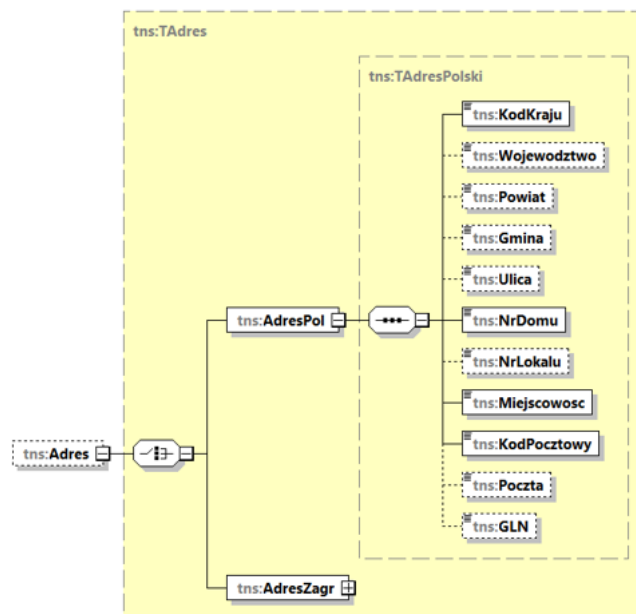 tns:TAdres
tns:TAdresPolski
tns:KodKraju
tns:Wojewodztwo
tns:Powiat
tns:Gmina
tns:Ulica
tns:AdresPol
tns:NrDomu
tns:NrLokalu
tns:Miejscowosc
tns:Adres
tns:KodPocztowy
tns:Poczta
tns:GLN
tns:AdresZagr